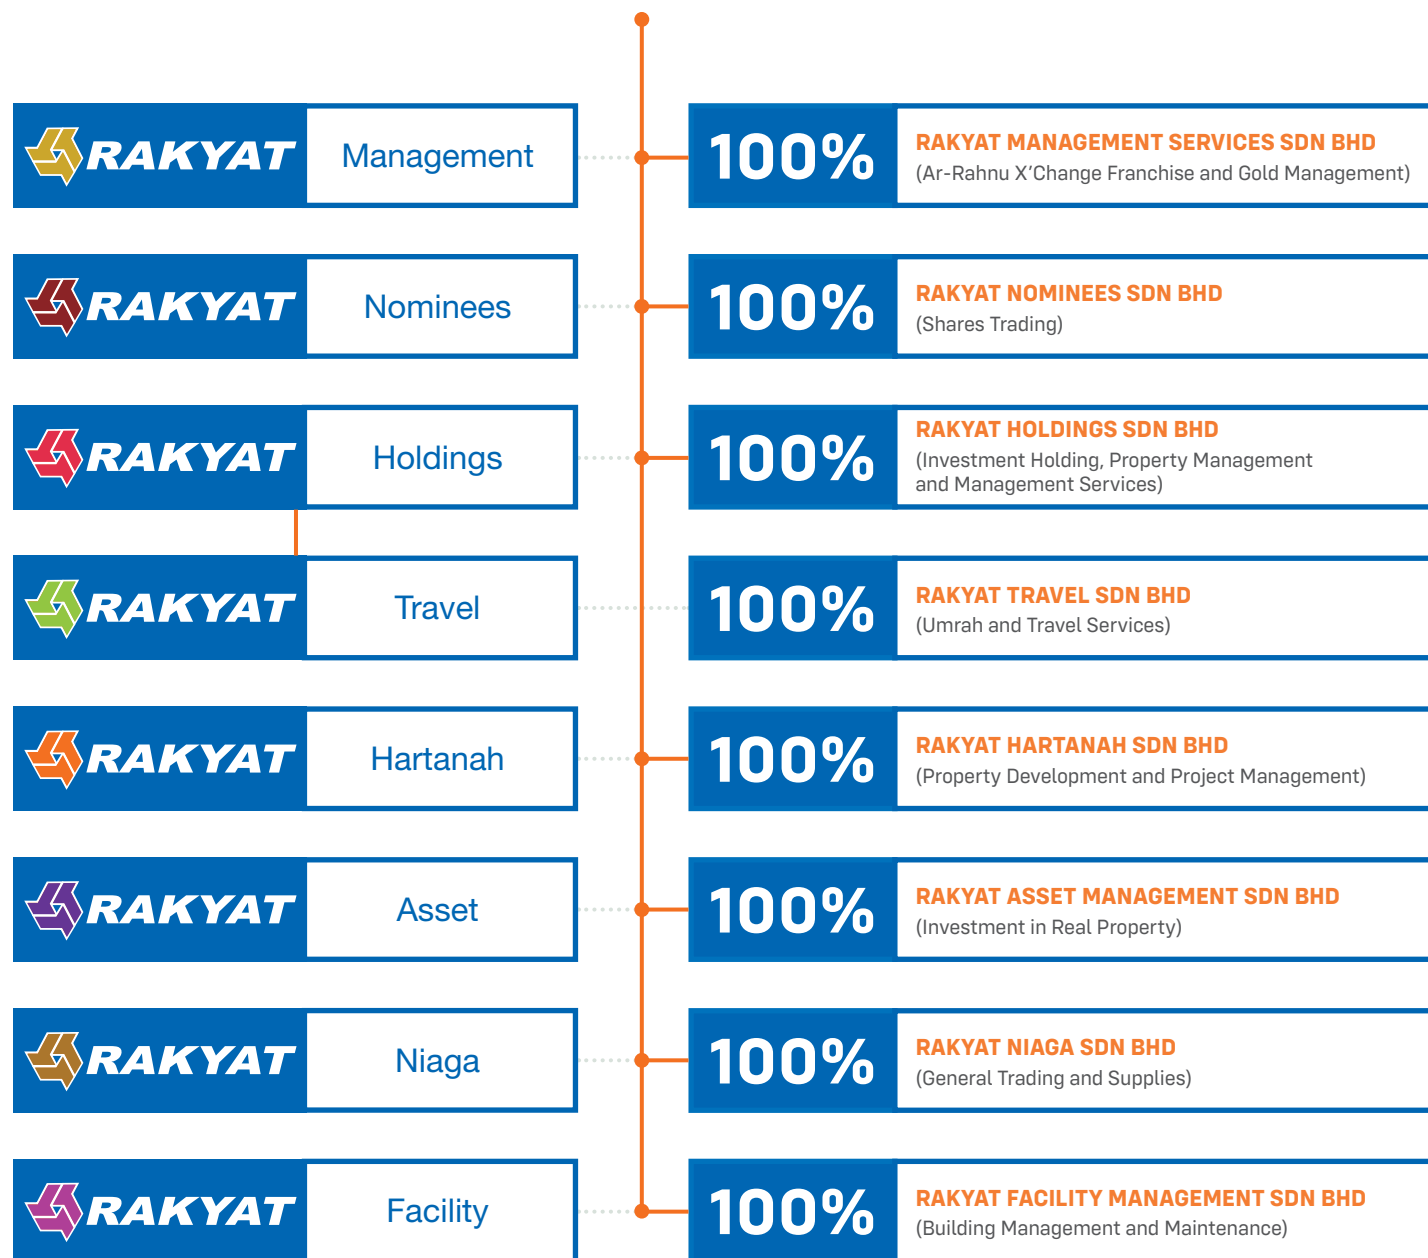 RAKYAT Management 100% RAKYAT MANAGEMENT SERVICES SDN BHD
(Ar-Rahnu X'Change Franchise and Gold Management)
RAKYAT Nominees 100% RAKYAT NOMINEES SDN BHD
(Shares Trading)
RAKYAT Holdings 100% RAKYAT HOLDINGS SDN BHD
(Investment Holding, Property Management
and Management Services)
RAKYAT Travel 100% RAKYAT TRAVEL SDN BHD
(Umrah and Travel Services)
RAKYAT Hartanah 100% RAKYAT HARTANAH SDN BHD
(Property Development and Project Management)
RAKYAT Asset 100% RAKYAT ASSET MANAGEMENT SDN BHD
(Investment in Real Property)
RAKYAT Niaga 100% RAKYAT NIAGA SDN BHD
(General Trading and Supplies)
RAKYAT Facility 100% RAKYAT FACILITY MANAGEMENT SDN BHD
(Building Management and Maintenance)